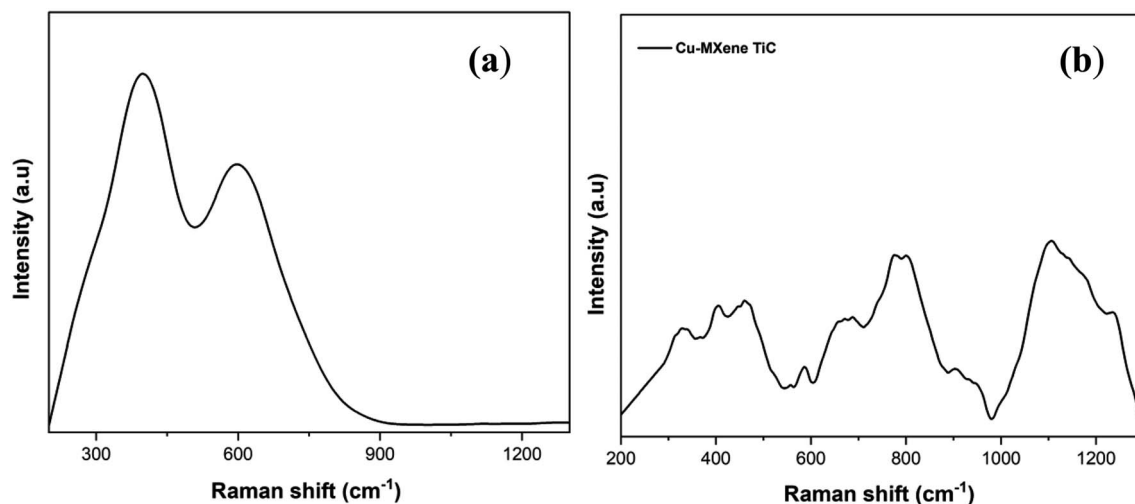 (a)
Intensity (a.u)
300 600 900 1200
Raman shift (cm⁻¹)
Cu-MXene TiC
(b)
Intensity (a.u)
200 400 600 800 1000 1200
Raman shift (cm⁻¹)